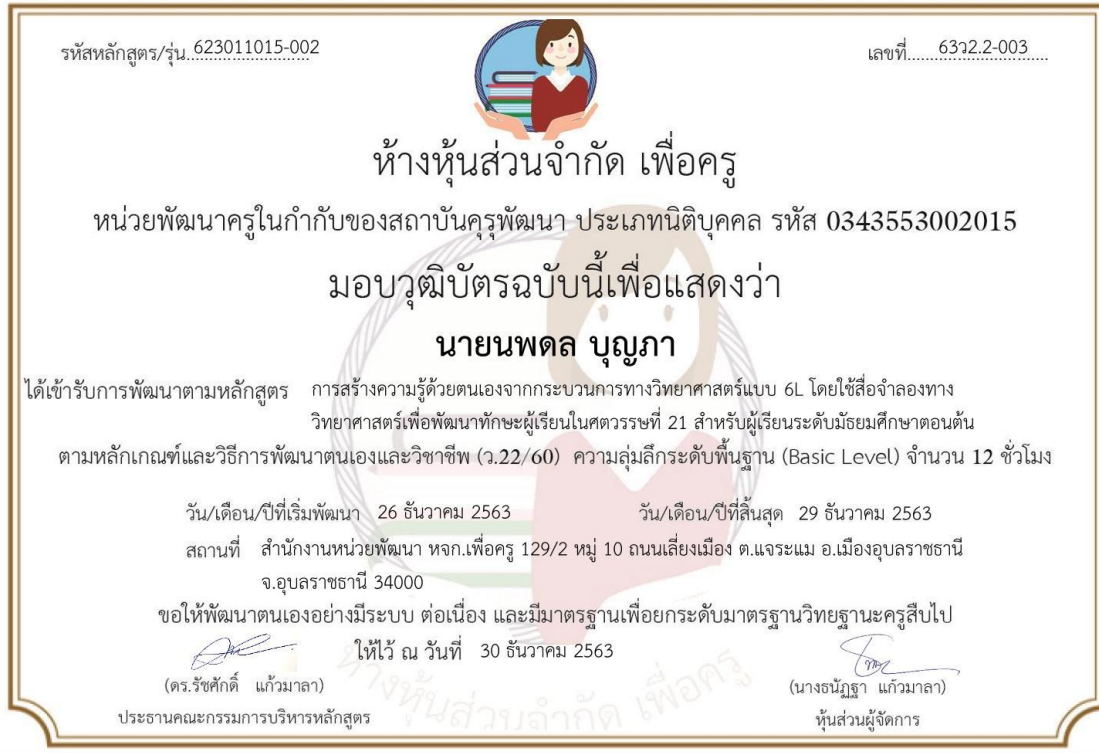 รหัสหลักสูตร/รุ่น 623011015-002
เลขที่ 63ว2.2-003
ห้างหุ้นส่วนจำกัด เพื่อครู
หน่วยพัฒนาครูในกำกับของสถาบันคุรุพัฒนา ประเภทนิติบุคคล รหัส 0343553002015
มอบวุฒิบัตรฉบับนี้เพื่อแสดงว่า
นายนพดล บุญภา
ได้เข้ารับการพัฒนาตามหลักสูตร การสร้างความรู้ด้วยตนเองจากกระบวนการทางวิทยาศาสตร์แบบ 6L โดยใช้สื่อจำลองทาง
วิทยาศาสตร์เพื่อพัฒนาทักษะผู้เรียนในศตวรรษที่ 21 สำหรับผู้เรียนระดับมัธยมศึกษาตอนต้น
ตามหลักเกณฑ์และวิธีการพัฒนาตนเองและวิชาชีพ (ว.22/60) ความลุ่มลึกระดับพื้นฐาน (Basic Level) จำนวน 12 ชั่วโมง
วัน/เดือน/ปีที่เริ่มพัฒนา 26 ธันวาคม 2563 วัน/เดือน/ปีที่สิ้นสุด 29 ธันวาคม 2563
สถานที่ สำนักงานหน่วยพัฒนา หจก.เพื่อครู 129/2 หมู่ 10 ถนนเลี่ยงเมือง ต.แจระแม อ.เมืองอุบลราชธานี
จ.อุบลราชธานี 34000
ขอให้พัฒนาตนเองอย่างมีระบบ ต่อเนื่อง และมีมาตรฐานเพื่อยกระดับมาตรฐานวิทยฐานะครูสืบไป
ให้ไว้ ณ วันที่ 30 ธันวาคม 2563
(ดร.รัชศักดิ์ แก้วมาลา)
ประธานคณะกรรมการบริหารหลักสูตร
(นางธนัฏฐา แก้วมาลา)
หุ้นส่วนผู้จัดการ
ห้างหุ้นส่วนจำกัด เพื่อครู